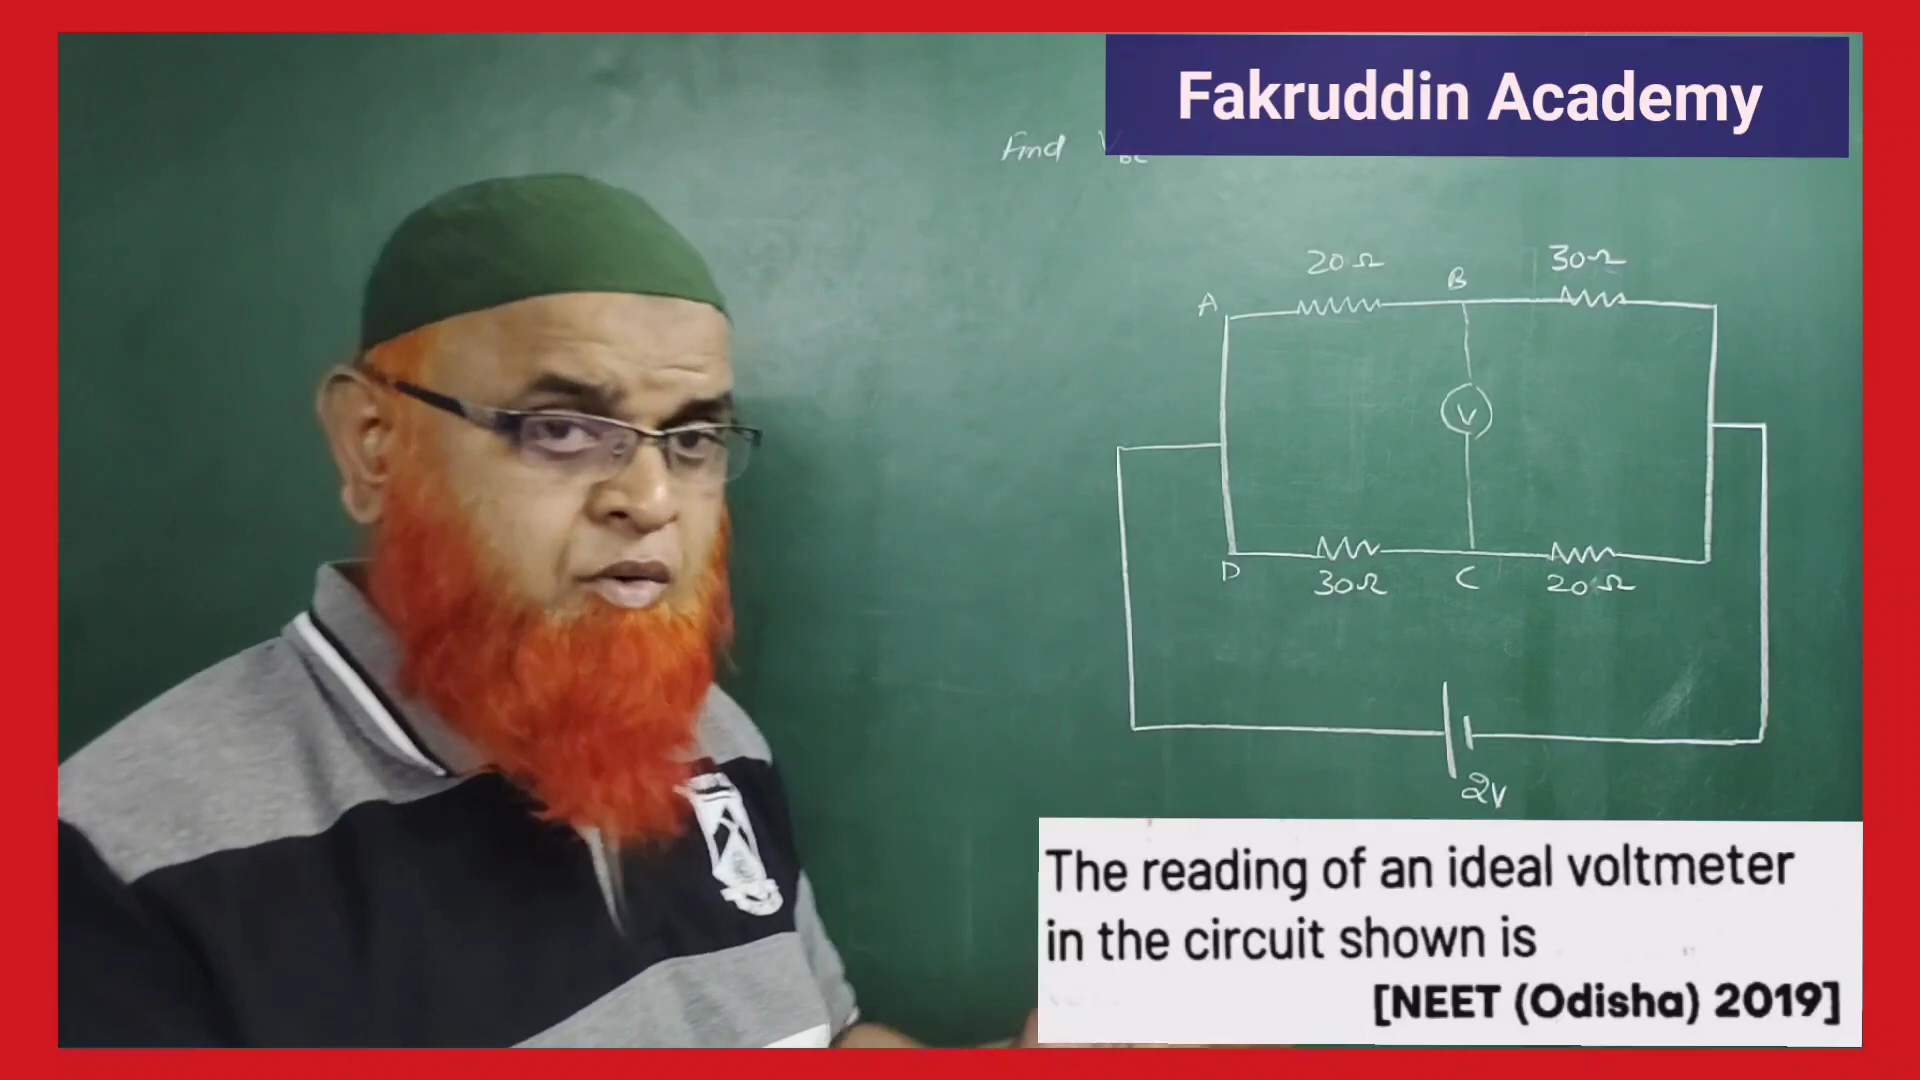 Fakruddin Academy
Find
20Ω
B
30Ω
A
V
D
30Ω
C
20Ω
2V
The reading of an ideal voltmeter
in the circuit shown is
[NEET (Odisha) 2019]